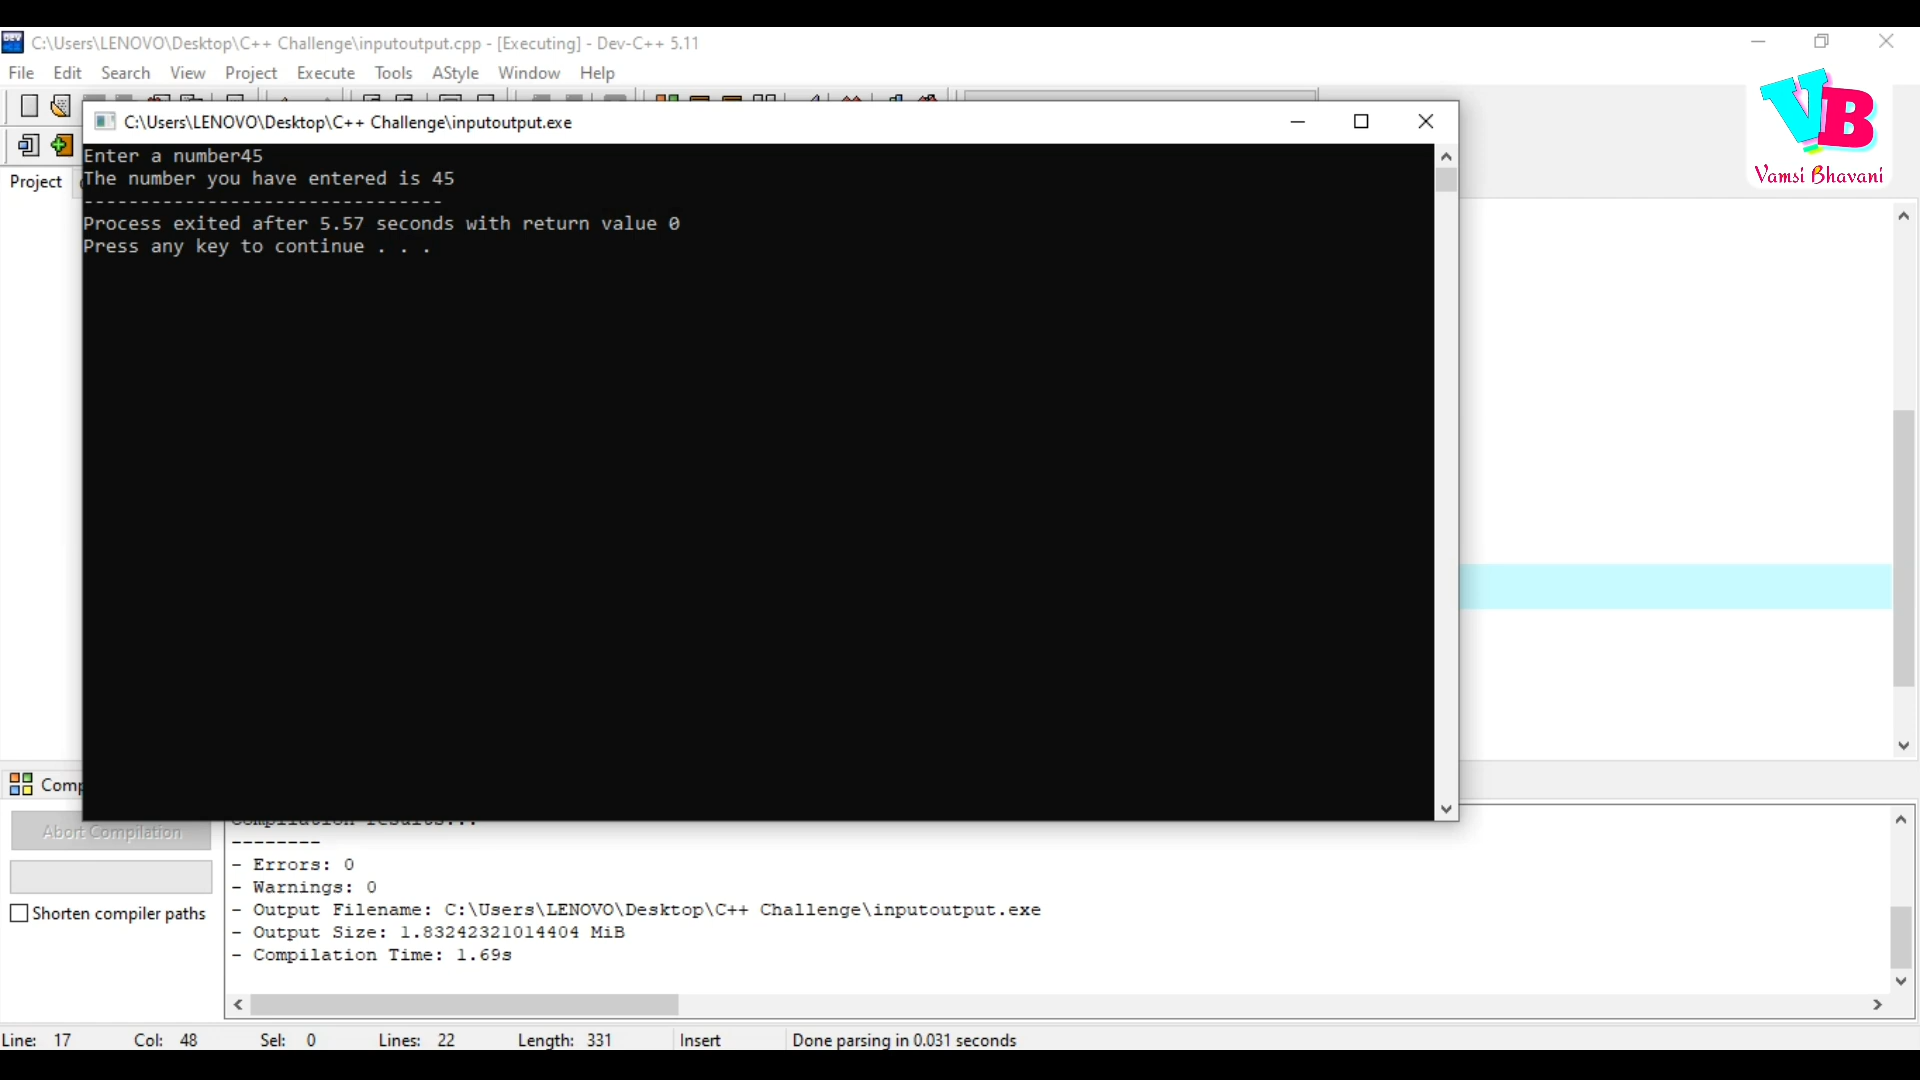 C:\Users\LENOVO\Desktop\C++ Challenge\inputoutput.cpp - [Executing] - Dev-C++ 5.11
File Edit Search View Project Execute Tools AStyle Window Help
VB
Vamsi Bhavani
C:\Users\LENOVO\Desktop\C++ Challenge\inputoutput.exe
Enter a number45
The number you have entered is 45
--------------------------------
Process exited after 5.57 seconds with return value 0
Press any key to continue . . .
Project
Comp
Abort Compilation
Shorten compiler paths
Compilation results...
--------
- Errors: 0
- Warnings: 0
- Output Filename: C:\Users\LENOVO\Desktop\C++ Challenge\inputoutput.exe
- Output Size: 1.83242321014404 MiB
- Compilation Time: 1.69s
Line: 17 Col: 48 Sel: 0 Lines: 22 Length: 331 Insert Done parsing in 0.031 seconds